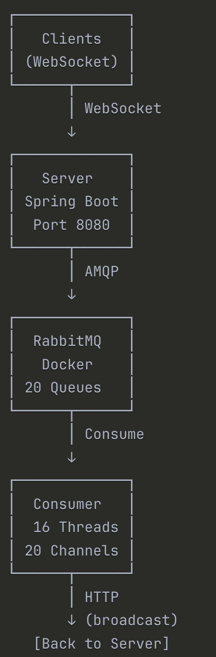 Clients
(WebSocket)
WebSocket
Server
Spring Boot
Port 8080
AMQP
RabbitMQ
Docker
20 Queues
Consume
Consumer
16 Threads
20 Channels
HTTP
(broadcast)
[Back to Server]